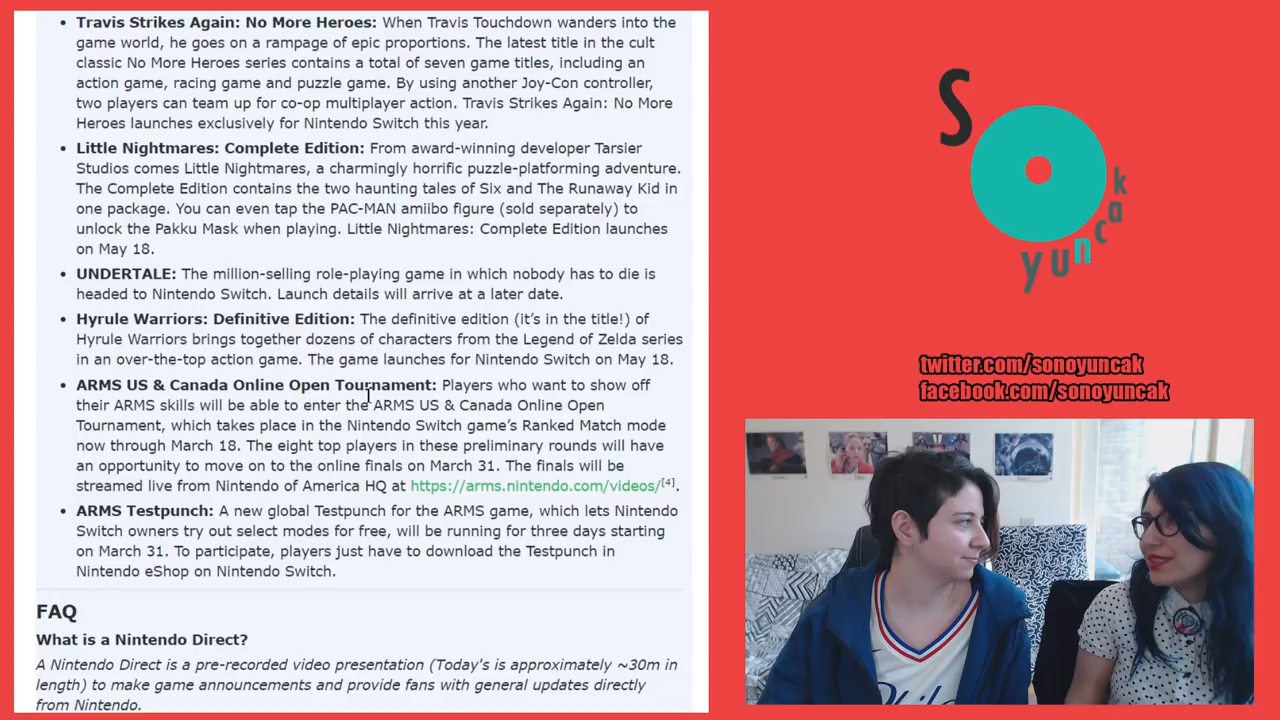 Travis Strikes Again: No More Heroes: When Travis Touchdown wanders into the
game world, he goes on a rampage of epic proportions. The latest title in the cult
classic No More Heroes series contains a total of seven game titles, including an
action game, racing game and puzzle game. By using another Joy-Con controller,
two players can team up for co-op multiplayer action. Travis Strikes Again: No More
Heroes launches exclusively for Nintendo Switch this year.
Little Nightmares: Complete Edition: From award-winning developer Tarsier
Studios comes Little Nightmares, a charmingly horrific puzzle-platforming adventure.
The Complete Edition contains the two haunting tales of Six and The Runaway Kid in
one package. You can even tap the PAC-MAN amiibo figure (sold separately) to
unlock the Pakku Mask when playing. Little Nightmares: Complete Edition launches
on May 18.
UNDERTALE: The million-selling role-playing game in which nobody has to die is
headed to Nintendo Switch. Launch details will arrive at a later date.
Hyrule Warriors: Definitive Edition: The definitive edition (it’s in the title!) of
Hyrule Warriors brings together dozens of characters from the Legend of Zelda series
in an over-the-top action game. The game launches for Nintendo Switch on May 18.
ARMS US & Canada Online Open Tournament: Players who want to show off
their ARMS skills will be able to enter the ARMS US & Canada Online Open
Tournament, which takes place in the Nintendo Switch game’s Ranked Match mode
now through March 18. The eight top players in these preliminary rounds will have
an opportunity to move on to the online finals on March 31. The finals will be
streamed live from Nintendo of America HQ at https://arms.nintendo.com/videos/[4].
ARMS Testpunch: A new global Testpunch for the ARMS game, which lets Nintendo
Switch owners try out select modes for free, will be running for three days starting
on March 31. To participate, players just have to download the Testpunch in
Nintendo eShop on Nintendo Switch.
FAQ
What is a Nintendo Direct?
A Nintendo Direct is a pre-recorded video presentation (Today's is approximately ~30m in
length) to make game announcements and provide fans with general updates directly
from Nintendo.
So
yuncak
twitter.com/sonoyuncak
facebook.com/sonoyuncak